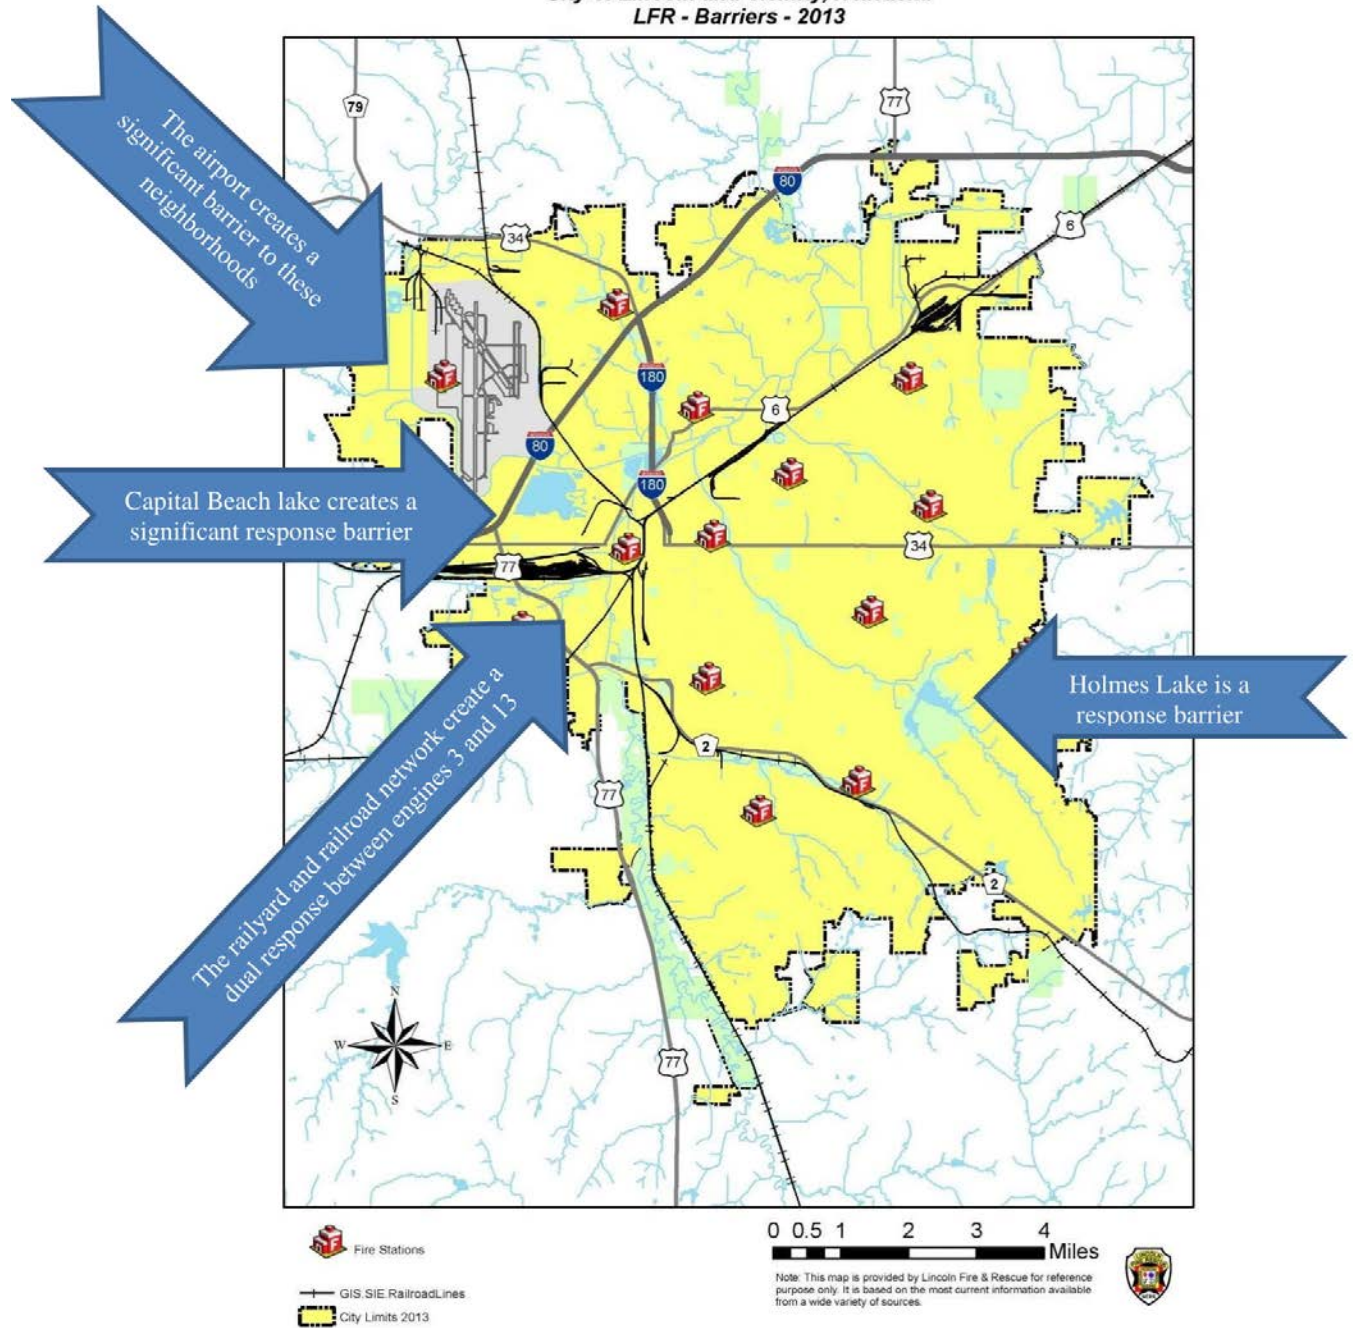 LFR - Barriers - 2013
79
77
80
6
34
The airport creates a
significant barrier to these
neighborhoods
180
6
80
180
Capital Beach lake creates a
significant response barrier
34
77
Holmes Lake is a
response barrier
2
77
The railyard and railroad network create a
dual response between engines 3 and 13
2
77
N
W
E
S
Fire Stations
GIS.SIE.RailroadLines
City Limits 2013
0 0.5 1 2 3 4
Miles
Note: This map is provided by Lincoln Fire & Rescue for reference
purpose only. It is based on the most current information available
from a wide variety of sources.